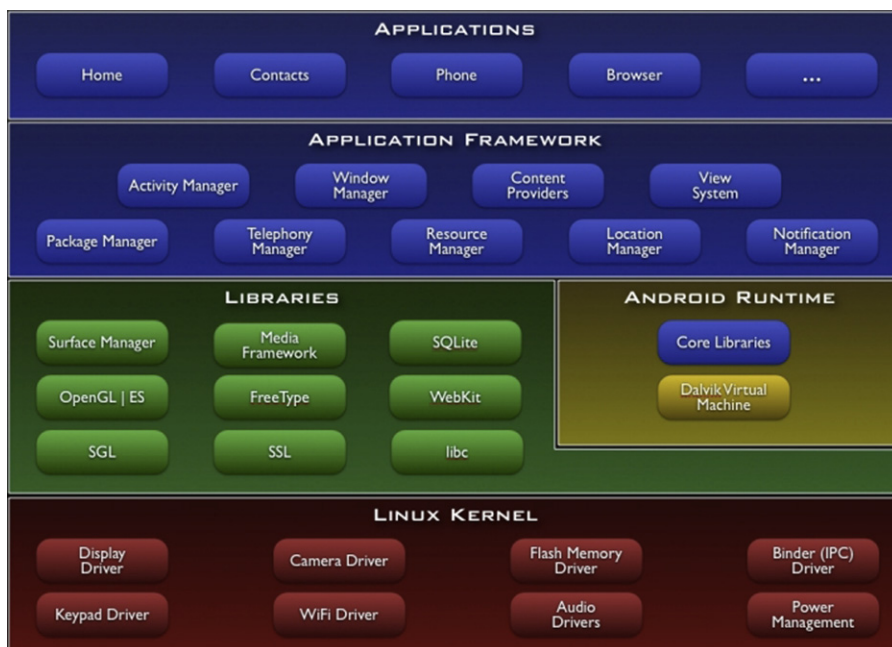 APPLICATIONS
Home
Contacts
Phone
Browser
...
APPLICATION FRAMEWORK
Activity Manager
Window
Manager
Content
Providers
View
System
Package Manager
Telephony
Manager
Resource
Manager
Location
Manager
Notification
Manager
LIBRARIES
Surface Manager
Media
Framework
SQLite
OpenGL | ES
FreeType
WebKit
SGL
SSL
libc
ANDROID RUNTIME
Core Libraries
Dalvik Virtual
Machine
LINUX KERNEL
Display
Driver
Camera Driver
Flash Memory
Driver
Binder (IPC)
Driver
Keypad Driver
WiFi Driver
Audio
Drivers
Power
Management